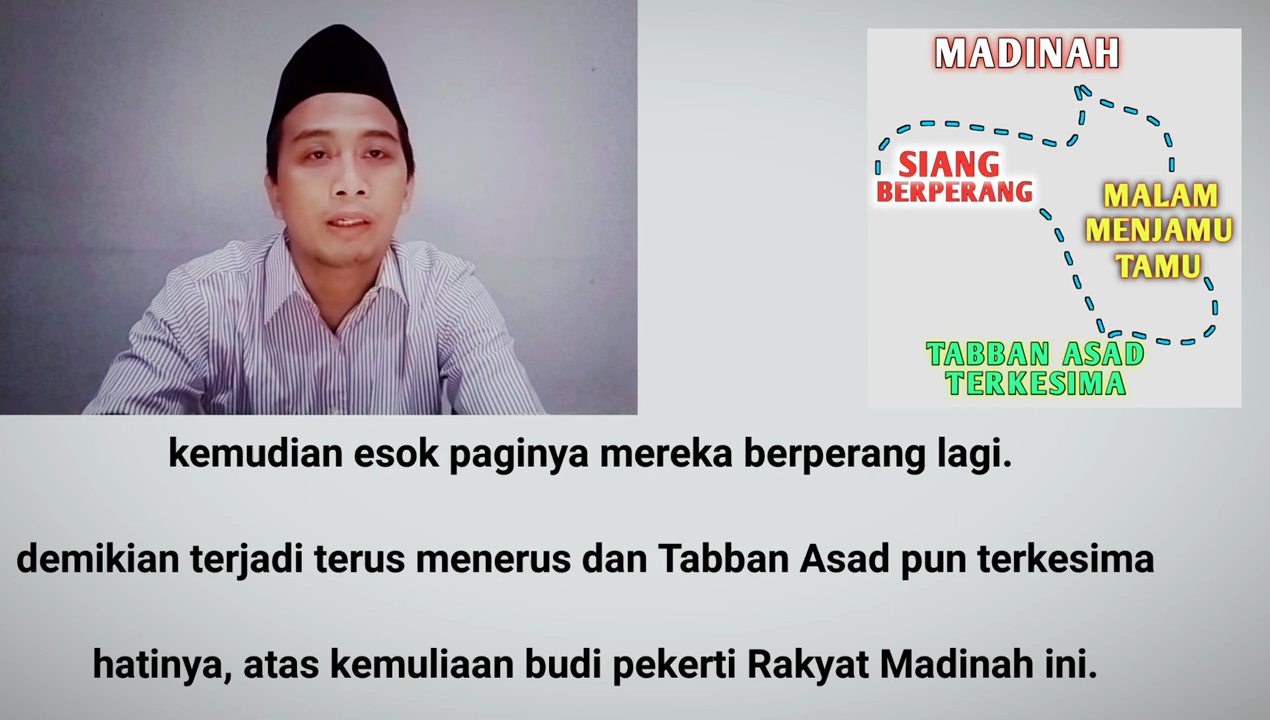 MADINAH
SIANG
BERPERANG
MALAM
MENJAMU
TAMU
TABBAN ASAD
TERKESIMA
kemudian esok paginya mereka berperang lagi.
demikian terjadi terus menerus dan Tabban Asad pun terkesima
hatinya, atas kemuliaan budi pekerti Rakyat Madinah ini.